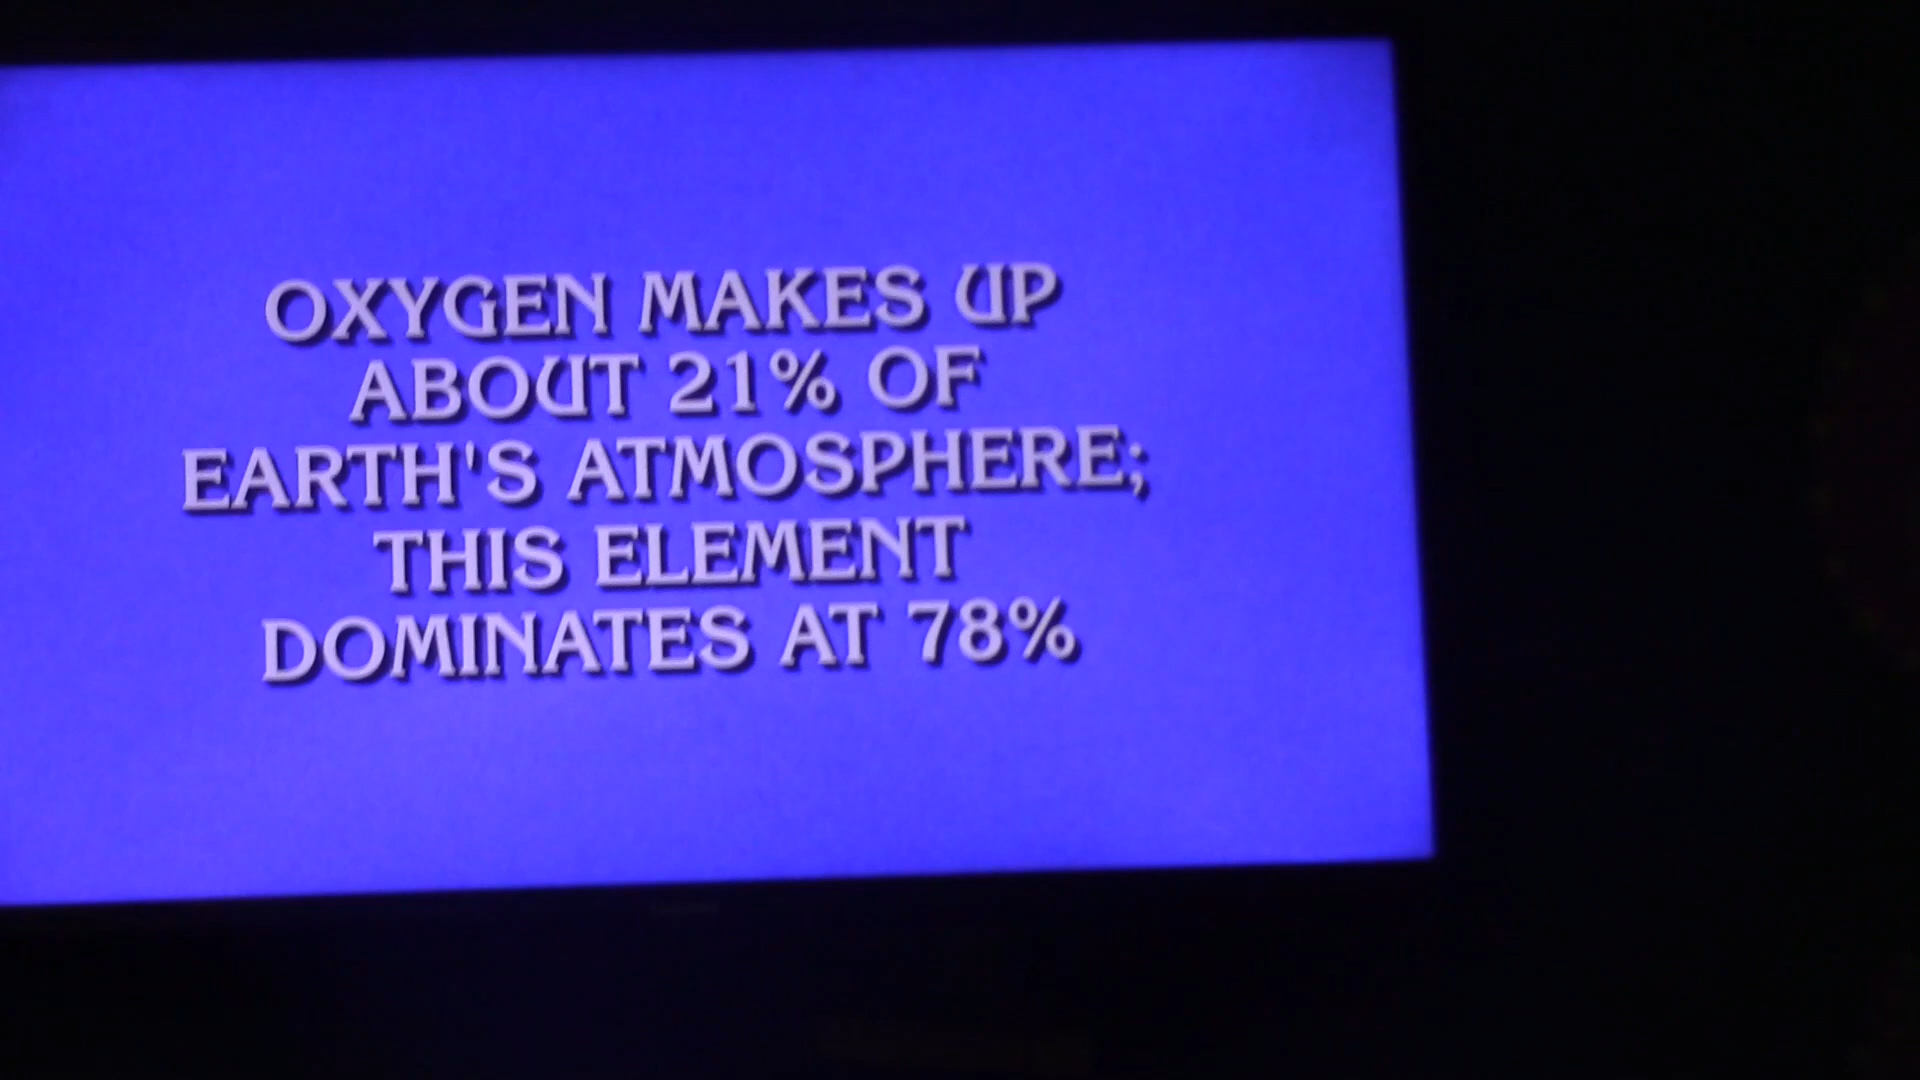 OXYGEN MAKES UP
ABOUT 21% OF
EARTH'S ATMOSPHERE;
THIS ELEMENT
DOMINATES AT 78%